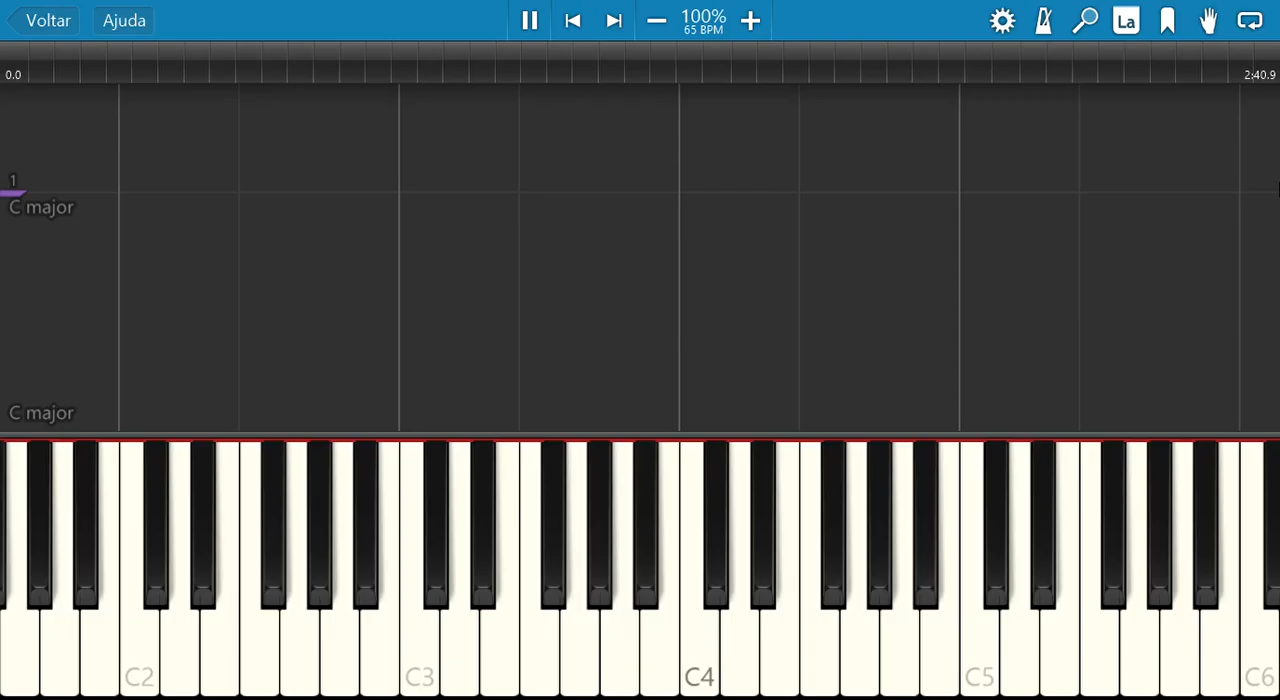 Voltar Ajuda 100% La
65 BPM
0.0 2:40.9
1
C major
C major
C2 C3 C4 C5 C6